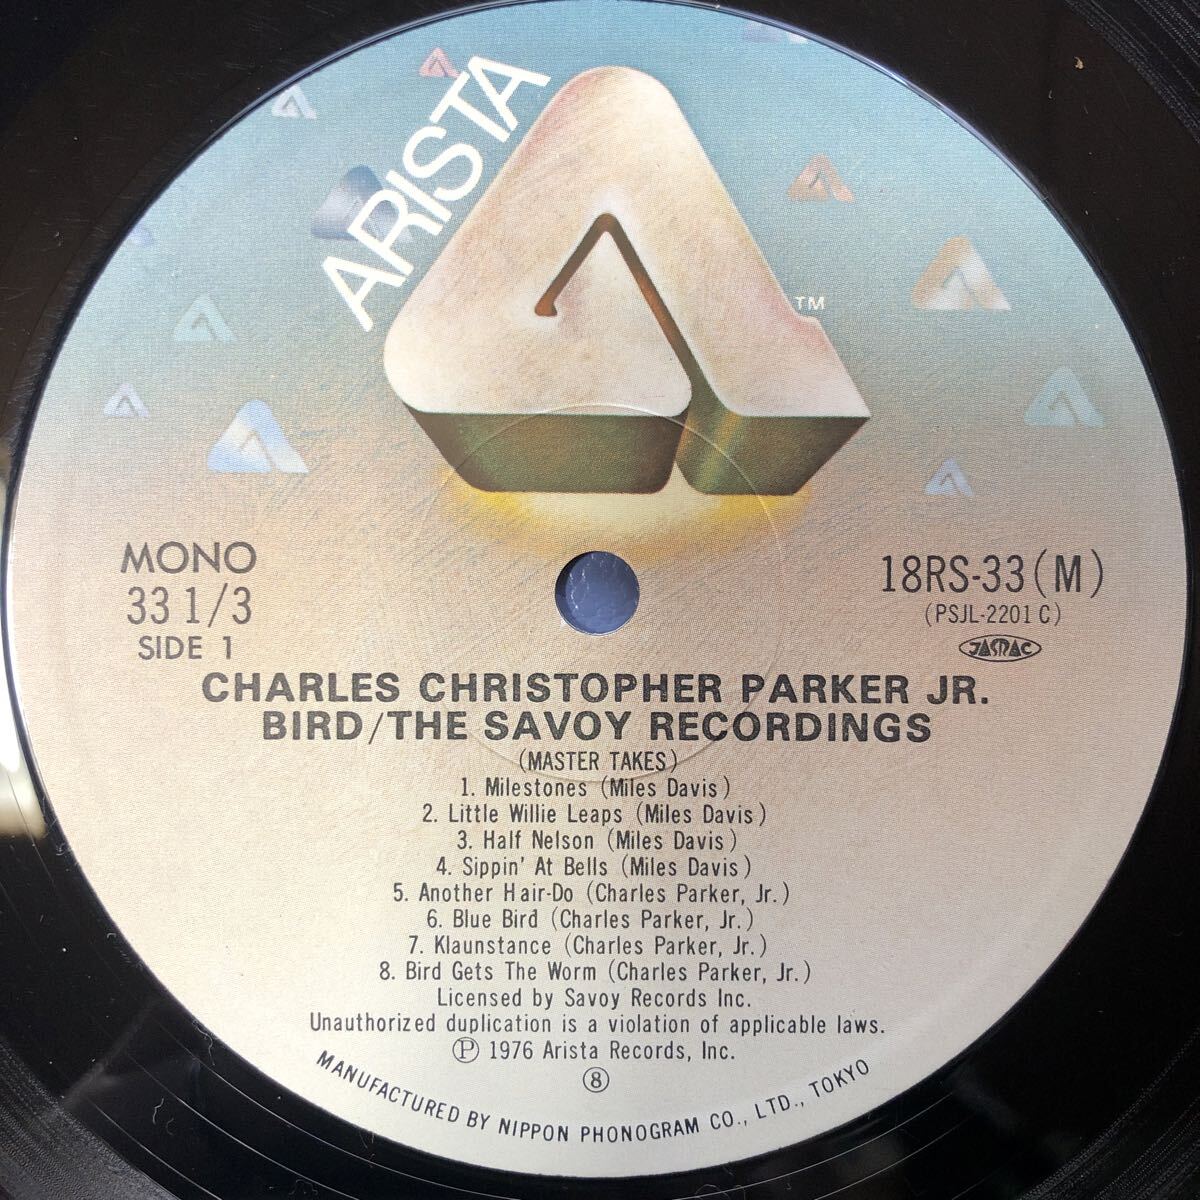 ARISTA
TM
MONO
33 1/3
SIDE 1
18RS-33(M)
(PSJL-2201 C)
JASRAC
CHARLES CHRISTOPHER PARKER JR.
BIRD/THE SAVOY RECORDINGS
(MASTER TAKES)
1. Milestones (Miles Davis)
2. Little Willie Leaps (Miles Davis)
3. Half Nelson (Miles Davis)
4. Sippin' At Bells (Miles Davis)
5. Another Hair-Do (Charles Parker, Jr.)
6. Blue Bird (Charles Parker, Jr.)
7. Klaunstance (Charles Parker, Jr.)
8. Bird Gets The Worm (Charles Parker, Jr.)
Licensed by Savoy Records Inc.
Unauthorized duplication is a violation of applicable laws.
Ⓟ 1976 Arista Records, Inc.
⑧
MANUFACTURED BY NIPPON PHONOGRAM CO., LTD., TOKYO